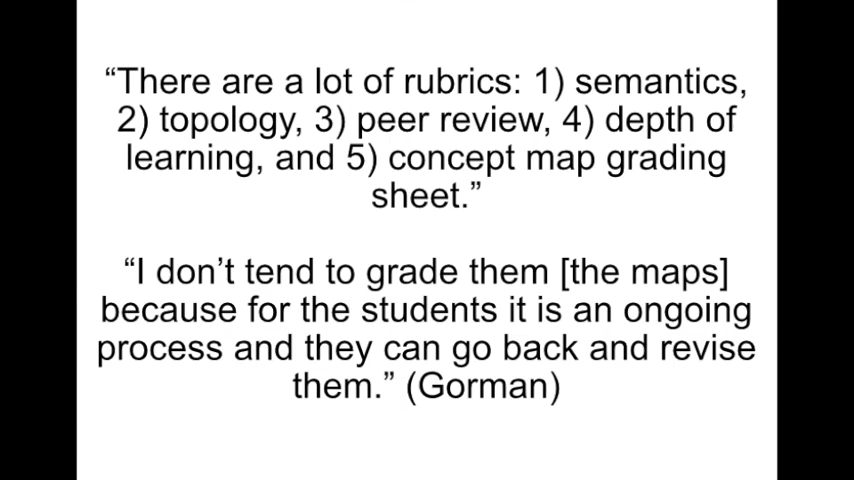 “There are a lot of rubrics: 1) semantics,
2) topology, 3) peer review, 4) depth of
learning, and 5) concept map grading
sheet.”
“I don’t tend to grade them [the maps]
because for the students it is an ongoing
process and they can go back and revise
them.” (Gorman)